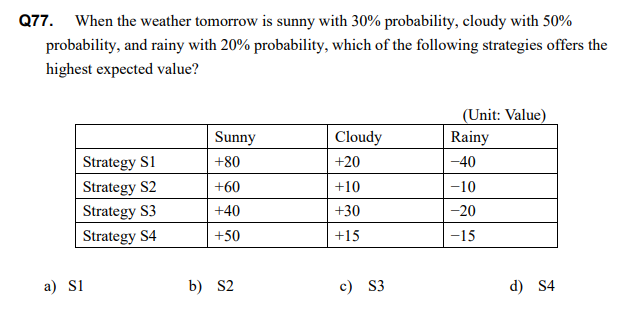 Q77. When the weather tomorrow is sunny with 30% probability, cloudy with 50%
probability, and rainy with 20% probability, which of the following strategies offers the
highest expected value?
(Unit: Value)
Sunny Cloudy Rainy
Strategy S1 +80 +20 −40
Strategy S2 +60 +10 −10
Strategy S3 +40 +30 −20
Strategy S4 +50 +15 −15
a) S1 b) S2 c) S3 d) S4